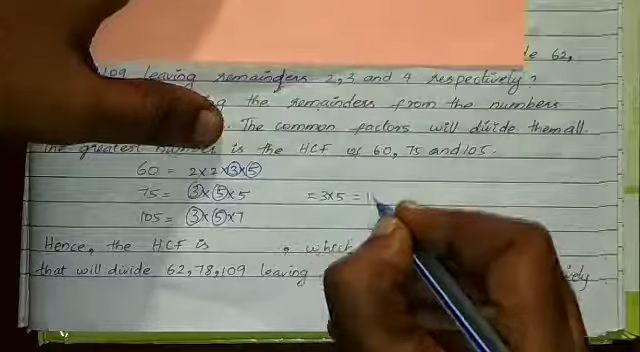 de 62,
109 leaving remainders 2,3 and 4 respectively?
the remainders from the numbers
. The common factors will divide them all.
The greatest number is the HCF of 60, 75 and 105.
60 = 2×2×3×5
75 = 3×5×5 = 3×5 = 1
105 = 3×5×7
Hence, the HCF is , which
that will divide 62,78,109 leaving